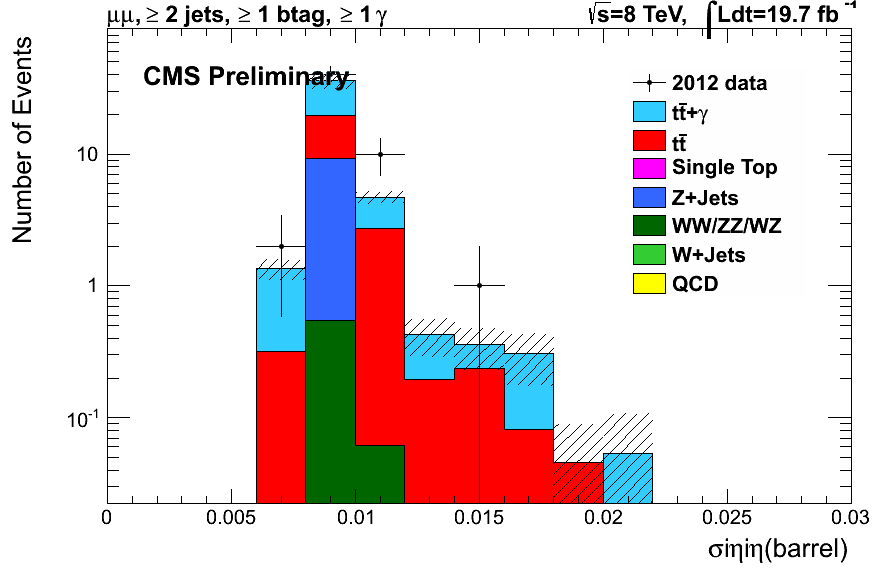 μμ, ≥ 2 jets, ≥ 1 btag, ≥ 1 γ
√s=8 TeV, ∫Ldt=19.7 fb⁻¹
Number of Events
CMS Preliminary
2012 data
tt̄+γ
tt̄
Single Top
Z+Jets
WW/ZZ/WZ
W+Jets
QCD
10
1
10⁻¹
0 0.005 0.01 0.015 0.02 0.025 0.03
σiηiη(barrel)